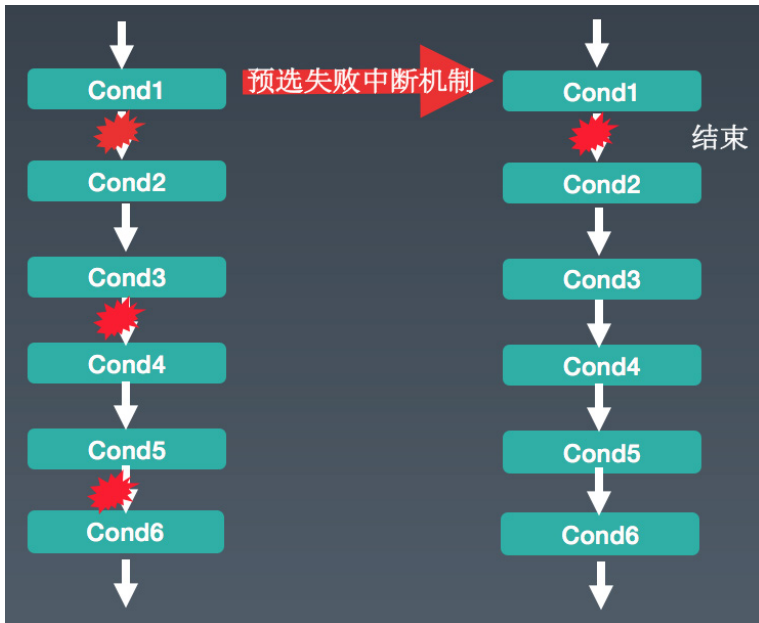 Cond1
预选失败中断机制
Cond1
结束
Cond2
Cond2
Cond3
Cond3
Cond4
Cond4
Cond5
Cond5
Cond6
Cond6